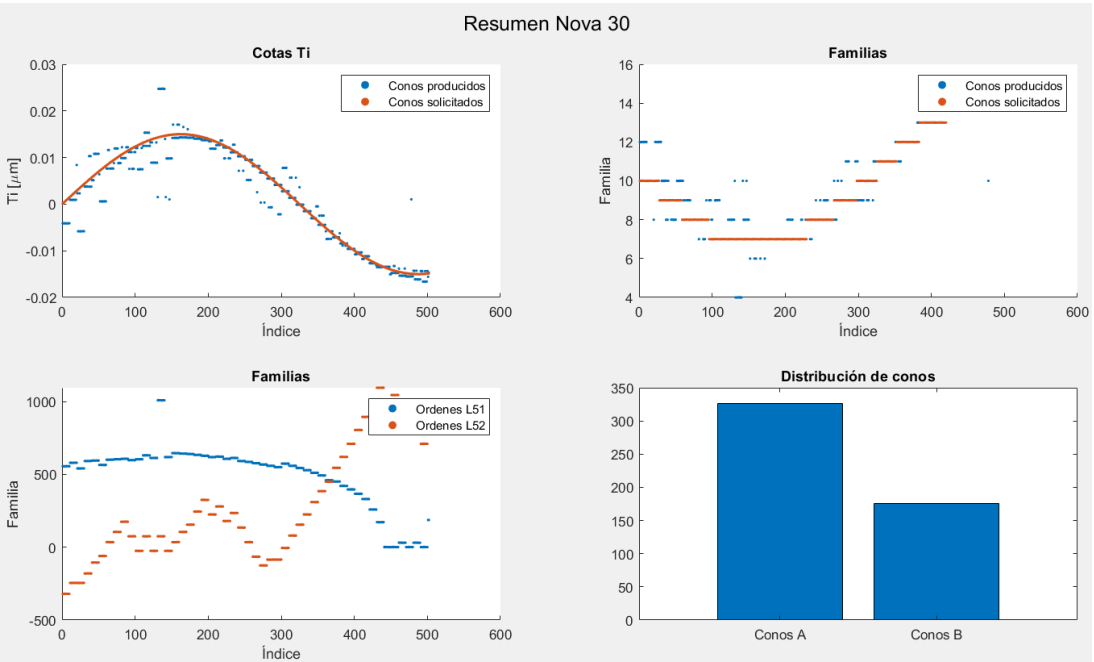 Resumen Nova 30
Cotas Ti
0.03
0.02
0.01
0
-0.01
-0.02
Ti [μm]
0 100 200 300 400 500 600
Índice
Conos producidos
Conos solicitados
Familias
16
14
12
10
8
6
4
Familia
0 100 200 300 400 500 600
Índice
Conos producidos
Conos solicitados
Familias
1000
500
0
-500
Familia
0 100 200 300 400 500 600
Índice
Ordenes L51
Ordenes L52
Distribución de conos
350
300
250
200
150
100
50
0
Conos A Conos B